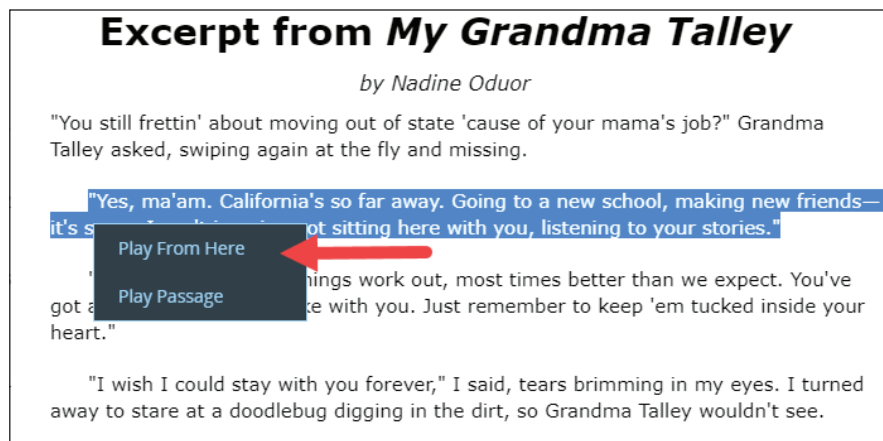 Excerpt from My Grandma Talley
by Nadine Oduor
"You still frettin' about moving out of state 'cause of your mama's job?" Grandma
Talley asked, swiping again at the fly and missing.
"Yes, ma'am. California's so far away. Going to a new school, making new friends—
it's sitting here with you, listening to your stories."
Play From Here
work out, most times better than we expect. You've
Play Passage
got with you. Just remember to keep 'em tucked inside your
heart."
"I wish I could stay with you forever," I said, tears brimming in my eyes. I turned
away to stare at a doodlebug digging in the dirt, so Grandma Talley wouldn't see.